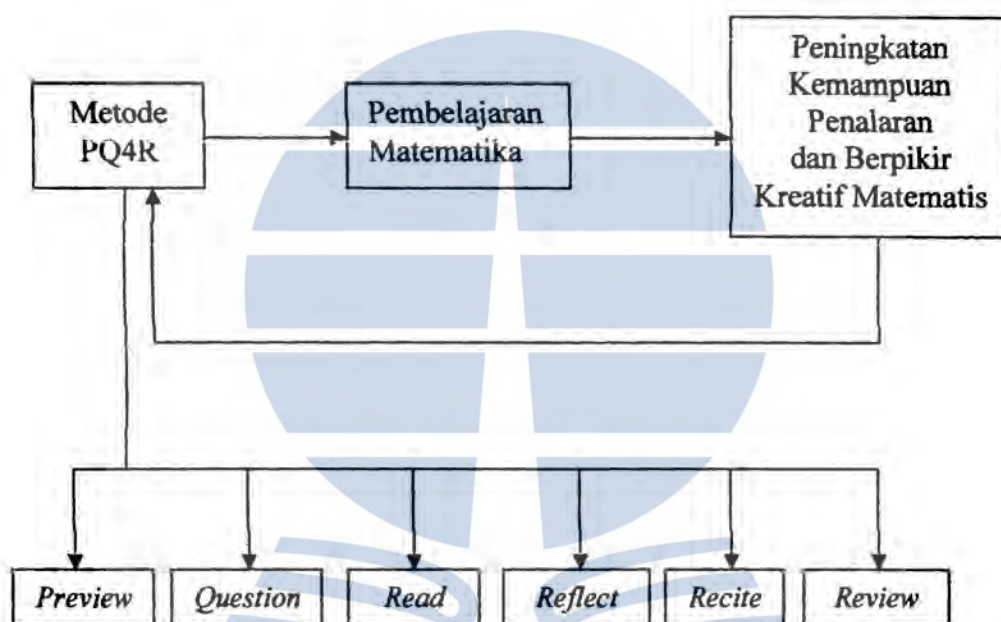 Metode
PQ4R
Pembelajaran
Matematika
Peningkatan
Kemampuan
Penalaran
dan Berpikir
Kreatif Matematis
Preview
Question
Read
Reflect
Recite
Review